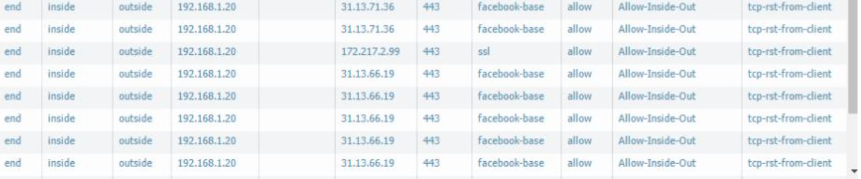 end inside outside 192.168.1.20 31.13.71.36 443 facebook-base allow Allow-Inside-Out tcp-rst-from-client
end inside outside 192.168.1.20 31.13.71.36 443 facebook-base allow Allow-Inside-Out tcp-rst-from-client
end inside outside 192.168.1.20 172.217.2.99 443 ssl allow Allow-Inside-Out tcp-rst-from-client
end inside outside 192.168.1.20 31.13.66.19 443 facebook-base allow Allow-Inside-Out tcp-rst-from-client
end inside outside 192.168.1.20 31.13.66.19 443 facebook-base allow Allow-Inside-Out tcp-rst-from-client
end inside outside 192.168.1.20 31.13.66.19 443 facebook-base allow Allow-Inside-Out tcp-rst-from-client
end inside outside 192.168.1.20 31.13.66.19 443 facebook-base allow Allow-Inside-Out tcp-rst-from-client
end inside outside 192.168.1.20 31.13.66.19 443 facebook-base allow Allow-Inside-Out tcp-rst-from-client